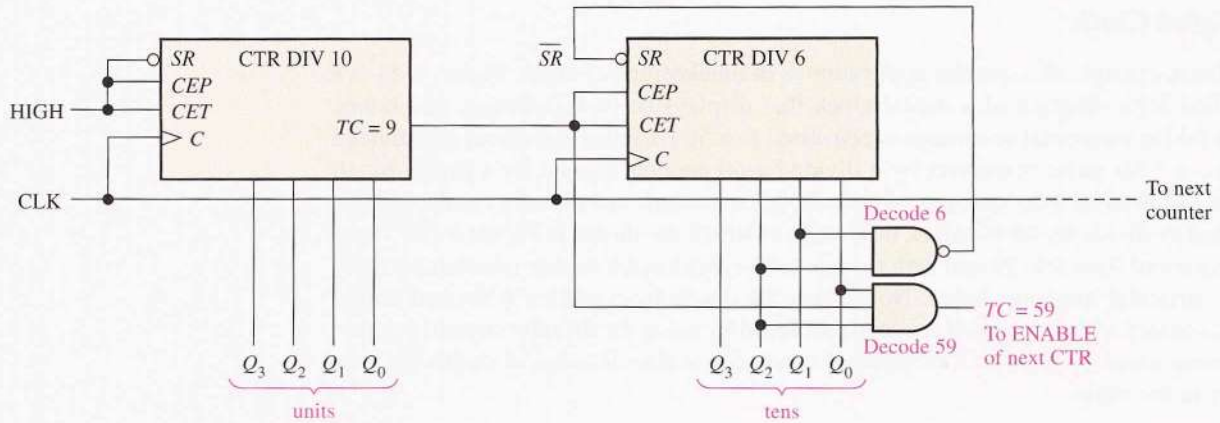 SR
CTR DIV 10
CEP
CET
C
TC = 9
HIGH
CLK
Q3 Q2 Q1 Q0
units
SR
SR
CTR DIV 6
CEP
CET
C
To next
counter
Decode 6
Decode 59
TC = 59
To ENABLE
of next CTR
Q3 Q2 Q1 Q0
tens